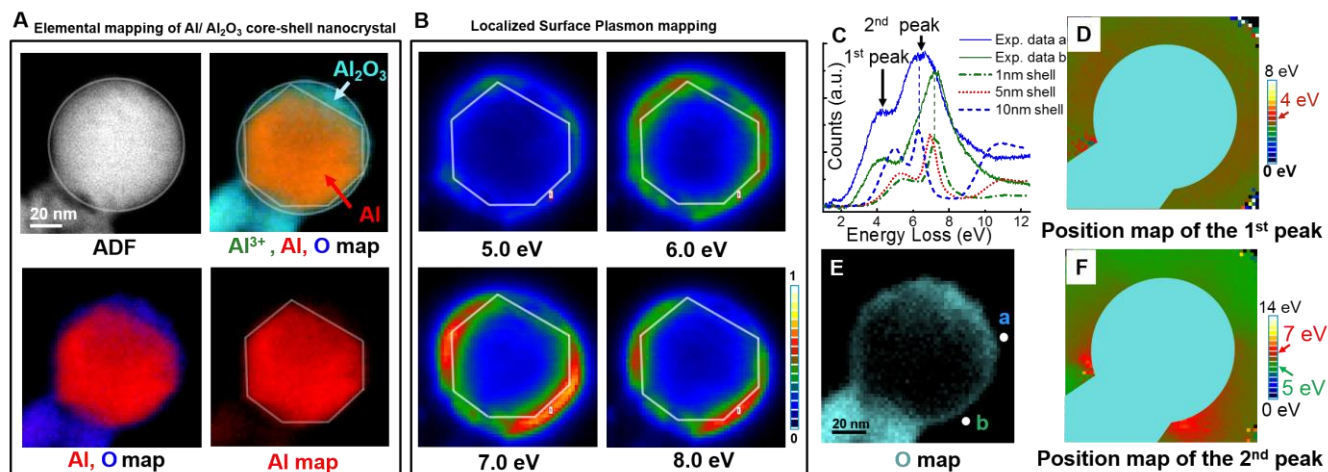 A
Elemental mapping of Al/ Al₂O₃ core-shell nanocrystal
20 nm
ADF
Al₂O₃
Al
Al³⁺, Al, O map
Al, O map
Al map
B
Localized Surface Plasmon mapping
5.0 eV
6.0 eV
7.0 eV
8.0 eV
1
0
C
2nd peak
1st peak
Exp. data a
Exp. data b
1nm shell
5nm shell
10nm shell
Counts (a.u.)
2 4 6 8 10 12
Energy Loss (eV)
D
8 eV
4 eV
0 eV
Position map of the 1st peak
E
a
b
20 nm
O map
F
14 eV
7 eV
5 eV
0 eV
Position map of the 2nd peak